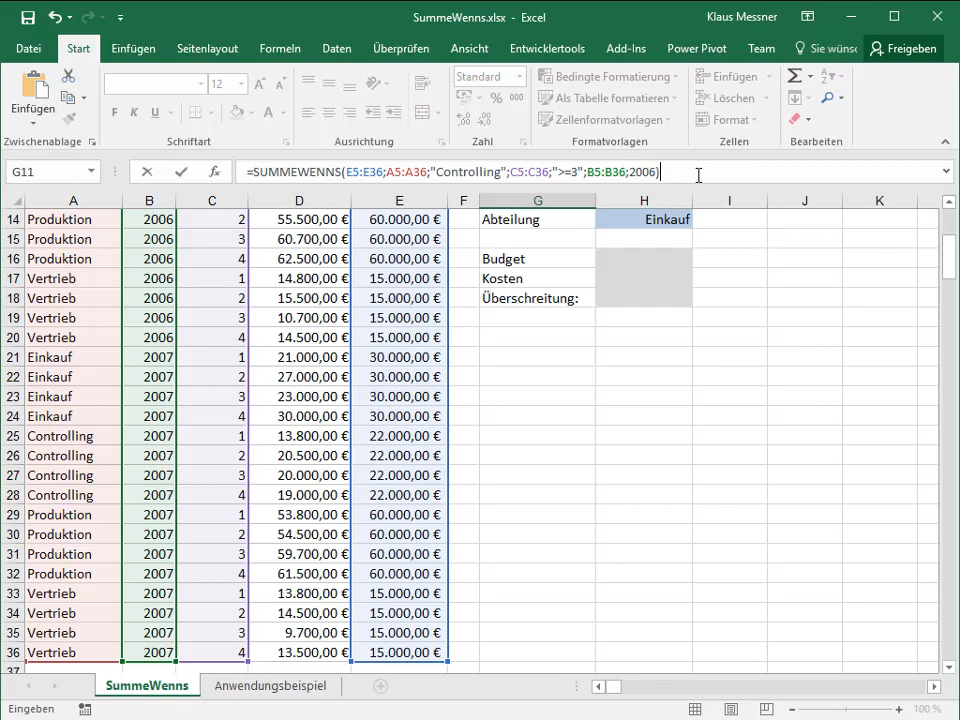 SummeWenns.xlsx - Excel
Klaus Messner
Datei Start Einfügen Seitenlayout Formeln Daten Überprüfen Ansicht Entwicklertools Add-Ins Power Pivot Team Sie wüns Freigeben
Einfügen
12
F K U
A A
Standard
% 000
Bedingte Formatierung
Als Tabelle formatieren
Zellenformatvorlagen
Einfügen
Löschen
Format
Zwischenablage Schriftart Ausrichtung Zahl Formatvorlagen Zellen Bearbeiten
G11 fx =SUMMEWENNS(E5:E36;A5:A36;"Controlling";C5:C36;">=3";B5:B36;2006)
A B C D E F G H I J K
14 Produktion 2006 2 55.500,00 € 60.000,00 € Abteilung Einkauf
15 Produktion 2006 3 60.700,00 € 60.000,00 €
16 Produktion 2006 4 62.500,00 € 60.000,00 € Budget
17 Vertrieb 2006 1 14.800,00 € 15.000,00 € Kosten
18 Vertrieb 2006 2 15.500,00 € 15.000,00 € Überschreitung:
19 Vertrieb 2006 3 10.700,00 € 15.000,00 €
20 Vertrieb 2006 4 14.500,00 € 15.000,00 €
21 Einkauf 2007 1 21.000,00 € 30.000,00 €
22 Einkauf 2007 2 27.000,00 € 30.000,00 €
23 Einkauf 2007 3 23.000,00 € 30.000,00 €
24 Einkauf 2007 4 30.000,00 € 30.000,00 €
25 Controlling 2007 1 13.800,00 € 22.000,00 €
26 Controlling 2007 2 20.500,00 € 22.000,00 €
27 Controlling 2007 3 20.000,00 € 22.000,00 €
28 Controlling 2007 4 19.000,00 € 22.000,00 €
29 Produktion 2007 1 53.800,00 € 60.000,00 €
30 Produktion 2007 2 54.500,00 € 60.000,00 €
31 Produktion 2007 3 59.700,00 € 60.000,00 €
32 Produktion 2007 4 61.500,00 € 60.000,00 €
33 Vertrieb 2007 1 13.800,00 € 15.000,00 €
34 Vertrieb 2007 2 14.500,00 € 15.000,00 €
35 Vertrieb 2007 3 9.700,00 € 15.000,00 €
36 Vertrieb 2007 4 13.500,00 € 15.000,00 €
37
SummeWenns Anwendungsbeispiel
Eingeben 100 %